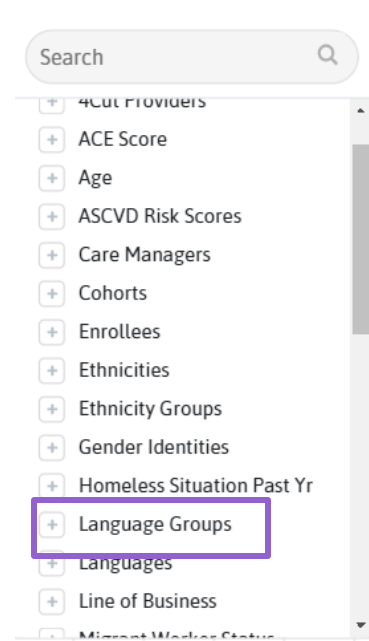 Search
4Cut Providers
ACE Score
Age
ASCVD Risk Scores
Care Managers
Cohorts
Enrollees
Ethnicities
Ethnicity Groups
Gender Identities
Homeless Situation Past Yr
Language Groups
Languages
Line of Business
Migrant Worker Status